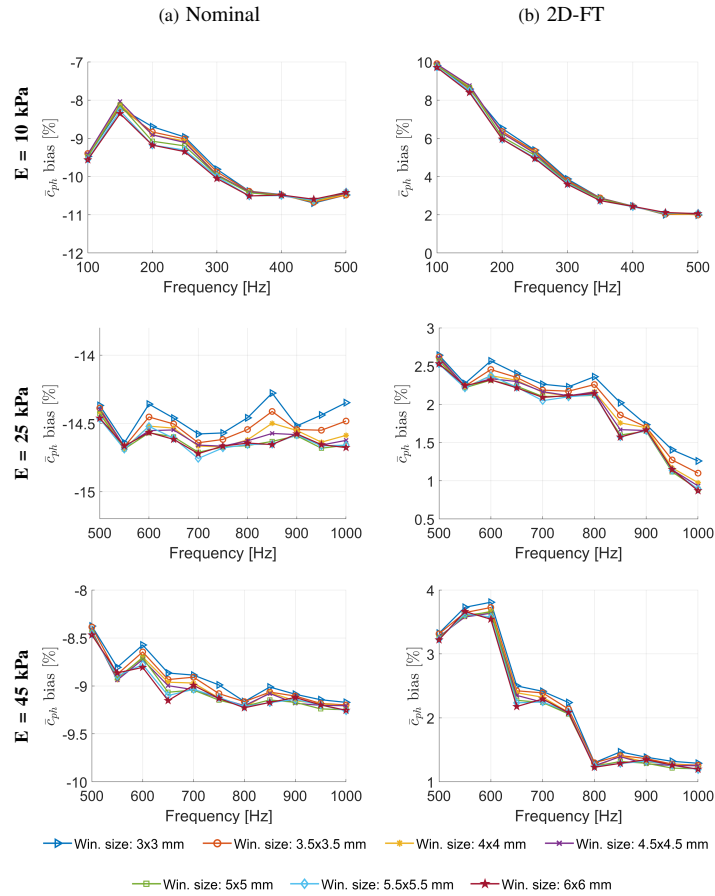 (a) Nominal (b) 2D-FT
E = 10 kPa
c̄ph bias [%]
-7
-8
-9
-10
-11
-12
100 200 300 400 500
Frequency [Hz]
c̄ph bias [%]
10
8
6
4
2
0
100 200 300 400 500
Frequency [Hz]
E = 25 kPa
c̄ph bias [%]
-14
-14.5
-15
500 600 700 800 900 1000
Frequency [Hz]
c̄ph bias [%]
3
2.5
2
1.5
1
0.5
500 600 700 800 900 1000
Frequency [Hz]
E = 45 kPa
c̄ph bias [%]
-8
-8.5
-9
-9.5
-10
500 600 700 800 900 1000
Frequency [Hz]
c̄ph bias [%]
4
3
2
1
500 600 700 800 900 1000
Frequency [Hz]
Win. size: 3x3 mm Win. size: 3.5x3.5 mm Win. size: 4x4 mm Win. size: 4.5x4.5 mm
Win. size: 5x5 mm Win. size: 5.5x5.5 mm Win. size: 6x6 mm